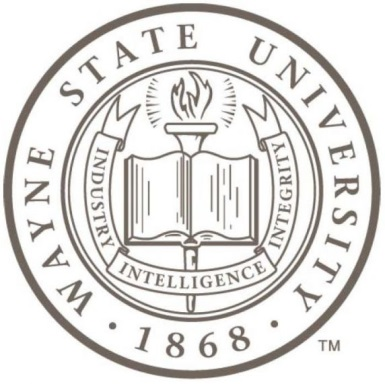 WAYNE STATE UNIVERSITY
· 1868 ·
INDUSTRY
INTELLIGENCE
INTEGRITY
TM